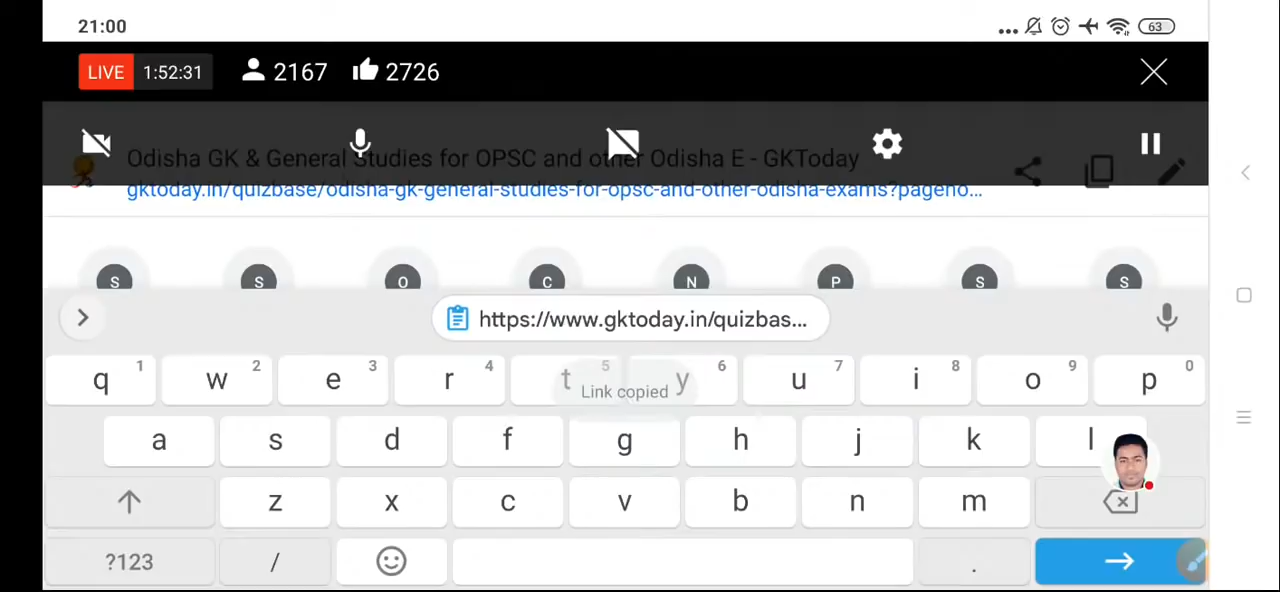 21:00
63
LIVE 1:52:31 2167 2726
Odisha GK & General Studies for OPSC and other Odisha E - GKToday
gktoday.in/quizbase/odisha-gk-general-studies-for-opsc-and-other-odisha-exams?pageno...
S S O C N P S S
https://www.gktoday.in/quizbas...
q 1 w 2 e 3 r 4 t 5 y 6 u 7 i 8 o 9 p 0
Link copied
a s d f g h j k l
z x c v b n m
?123 / .